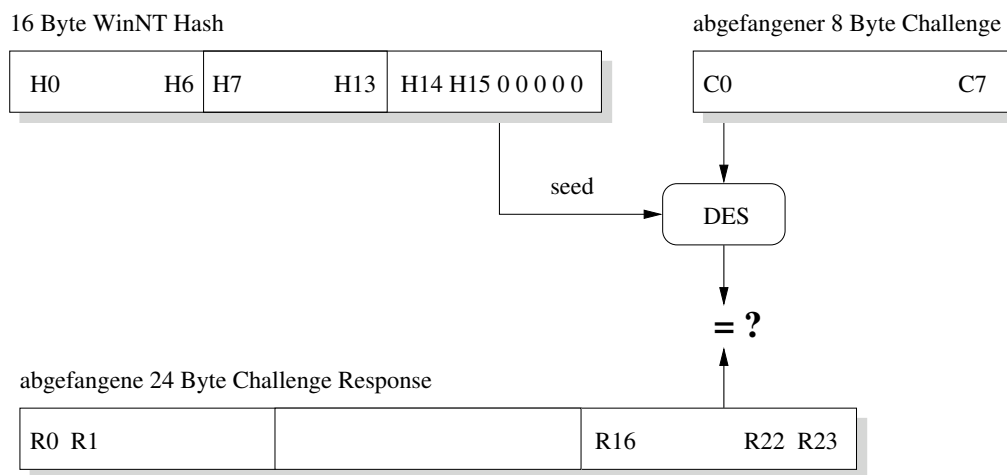 16 Byte WinNT Hash
abgefangener 8 Byte Challenge
H0 H6 H7 H13 H14 H15 0 0 0 0 0
C0 C7
seed
DES
= ?
abgefangene 24 Byte Challenge Response
R0 R1 R16 R22 R23